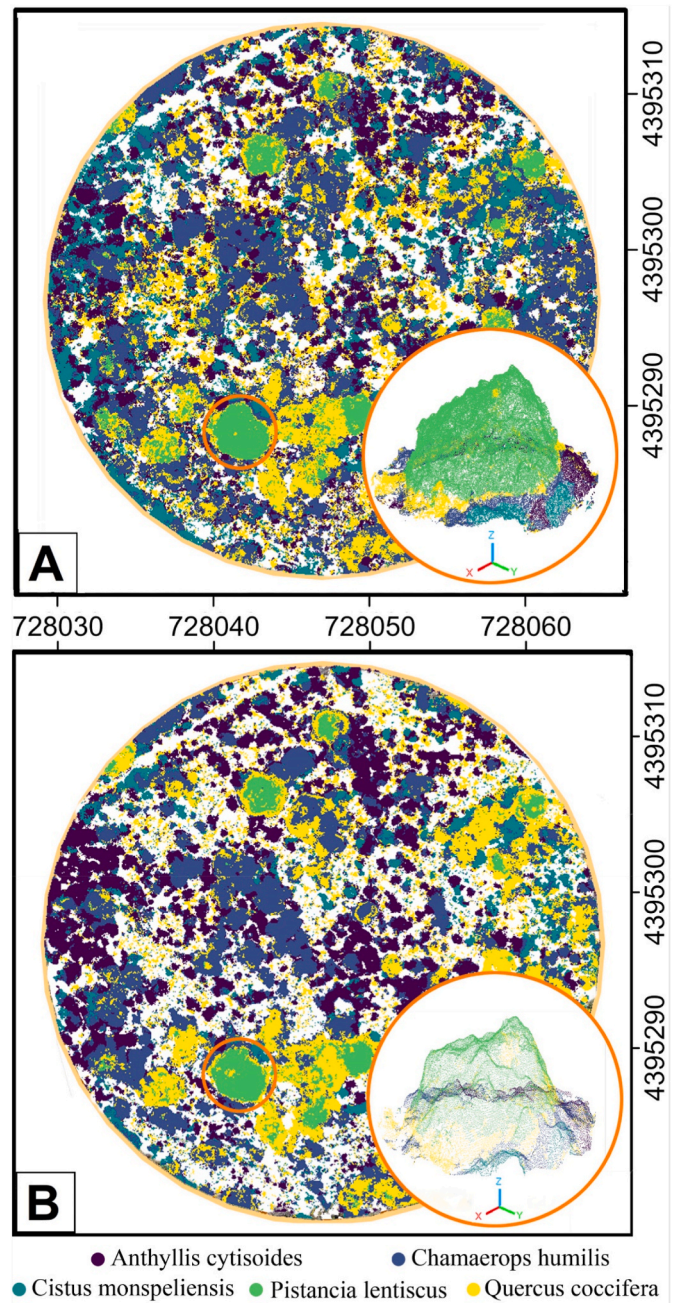 4395310
4395300
4395290
Z
X Y
A
728030 728040 728050 728060
4395310
4395300
4395290
Z
X Y
B
Anthyllis cytisoides Chamaerops humilis
Cistus monspeliensis Pistancia lentiscus Quercus coccifera